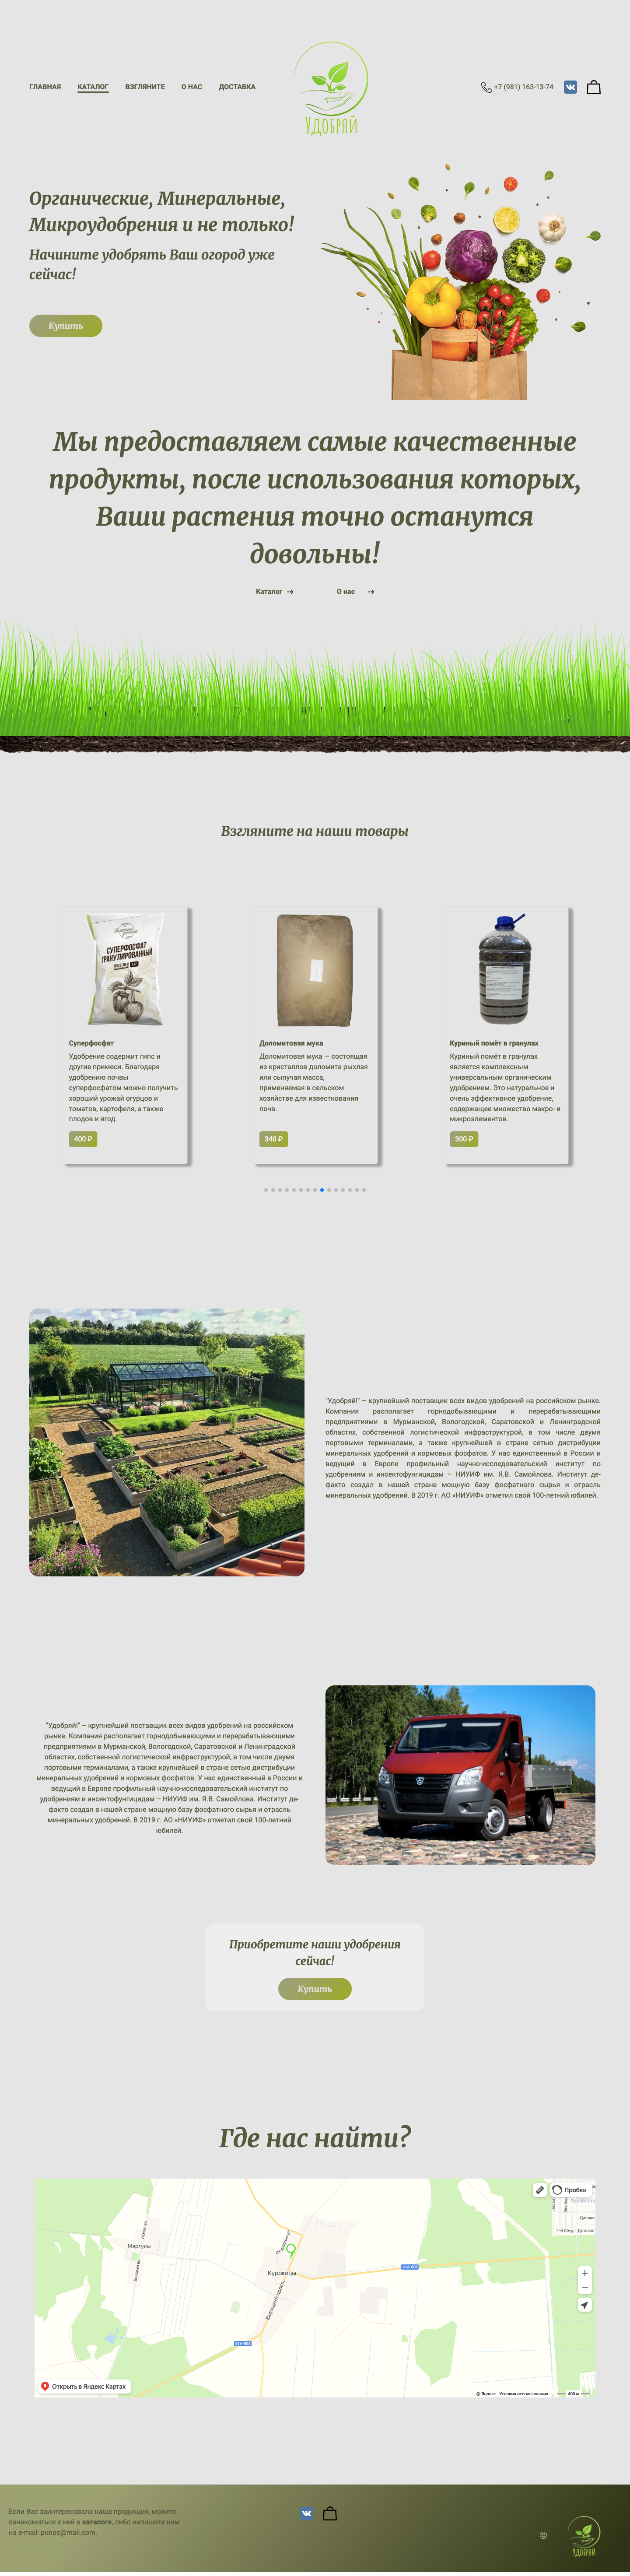 ГЛАВНАЯ КАТАЛОГ ВЗГЛЯНИТЕ О НАС ДОСТАВКА
Удобряй
+7 (981) 163-13-74
Органические, Минеральные,
Микроудобрения и не только!
Начините удобрять Ваш огород уже
сейчас!
Купить
Мы предоставляем самые качественные
продукты, после использования которых,
Ваши растения точно останутся
довольны!
Каталог → О нас →
Взгляните на наши товары
СУПЕРФОСФАТ
ГРАНУЛИРОВАННЫЙ
Суперфосфат
Удобрение содержит гипс и
другие примеси. Благодаря
удобрению почвы
суперфосфатом можно получить
хороший урожай огурцов и
томатов, картофеля, а также
плодов и ягод.
400 ₽
Доломитовая мука
Доломитовая мука — состоящая
из кристаллов доломита рыхлая
или сыпучая масса,
применяемая в сельском
хозяйстве для известкования
почв.
340 ₽
Куриный помёт в гранулах
Куриный помёт в гранулах
является комплексным
универсальным органическим
удобрением. Это натуральное и
очень эффективное удобрение,
содержащее множество макро- и
микроэлементов.
300 ₽
"Удобряй!" – крупнейший поставщик всех видов удобрений на российском рынке.
Компания располагает горнодобывающими и перерабатывающими
предприятиями в Мурманской, Вологодской, Саратовской и Ленинградской
областях, собственной логистической инфраструктурой, в том числе двумя
портовыми терминалами, а также крупнейшей в стране сетью дистрибуции
минеральных удобрений и кормовых фосфатов. У нас единственный в России и
ведущий в Европе профильный научно-исследовательский институт по
удобрениям и инсектофунгицидам – НИУИФ им. Я.В. Самойлова. Институт де-
факто создал в нашей стране мощную базу фосфатного сырья и отрасль
минеральных удобрений. В 2019 г. АО «НИУИФ» отметил свой 100-летний юбилей.
"Удобряй!" – крупнейший поставщик всех видов удобрений на российском
рынке. Компания располагает горнодобывающими и перерабатывающими
предприятиями в Мурманской, Вологодской, Саратовской и Ленинградской
областях, собственной логистической инфраструктурой, в том числе двумя
портовыми терминалами, а также крупнейшей в стране сетью дистрибуции
минеральных удобрений и кормовых фосфатов. У нас единственный в России и
ведущий в Европе профильный научно-исследовательский институт по
удобрениям и инсектофунгицидам – НИУИФ им. Я.В. Самойлова. Институт де-
факто создал в нашей стране мощную базу фосфатного сырья и отрасль
минеральных удобрений. В 2019 г. АО «НИУИФ» отметил свой 100-летний
юбилей.
Приобретите наши удобрения
сейчас!
Купить
Где нас найти?
Пробки
Маргусы
Куровицы
41А-003
41А-003
Открыть в Яндекс Картах
© Яндекс Условия использования 400 м
Если Вас заинтересовала наша продукция, можете
ознакомиться с ней в каталоге, либо напишите нам
на e-mail: ponos@mail.com.
©
Удобряй